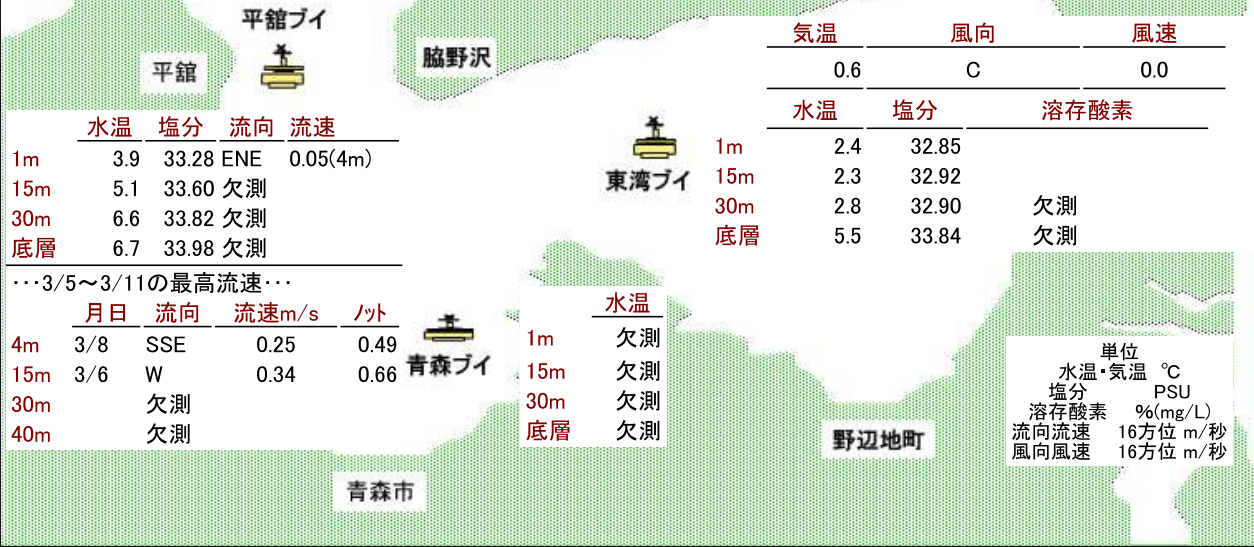 平舘ブイ
平舘
脇野沢
水温 塩分 流向 流速
1m 3.9 33.28 ENE 0.05(4m)
15m 5.1 33.60 欠測
30m 6.6 33.82 欠測
底層 6.7 33.98 欠測
…3/5～3/11の最高流速…
月日 流向 流速m/s ノット
4m 3/8 SSE 0.25 0.49
15m 3/6 W 0.34 0.66
30m 欠測
40m 欠測
気温 風向 風速
0.6 C 0.0
水温 塩分 溶存酸素
1m 2.4 32.85
15m 2.3 32.92
30m 2.8 32.90 欠測
底層 5.5 33.84 欠測
東湾ブイ
青森ブイ
水温
1m 欠測
15m 欠測
30m 欠測
底層 欠測
青森市
野辺地町
単位
水温・気温 ℃
塩分 PSU
溶存酸素 %(mg/L)
流向流速 16方位 m/秒
風向風速 16方位 m/秒